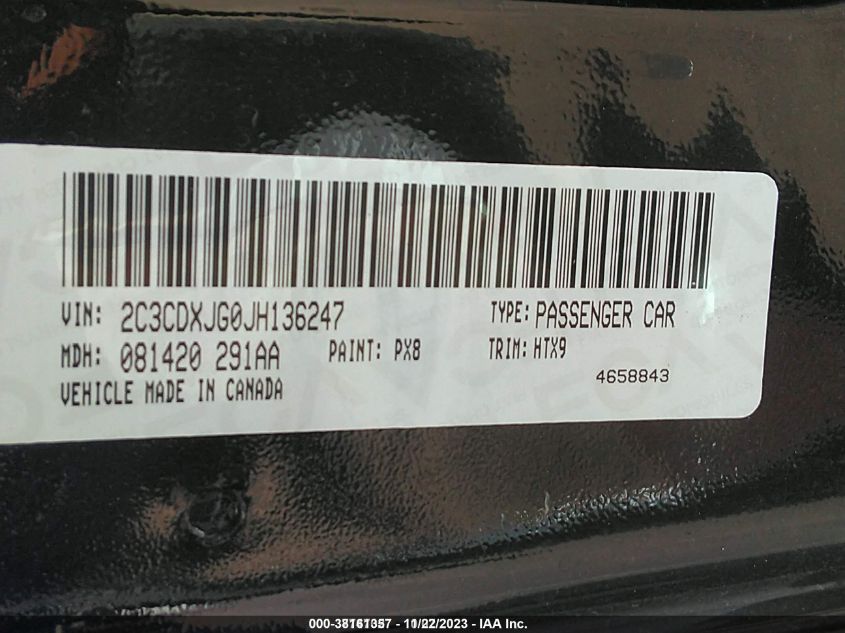 VIN: 2C3CDXJG0JH136247 TYPE: PASSENGER CAR
MDH: 081420 291AA PAINT: PX8 TRIM: HTX9
4658843
VEHICLE MADE IN CANADA
11/22/2023 - IAA Inc.